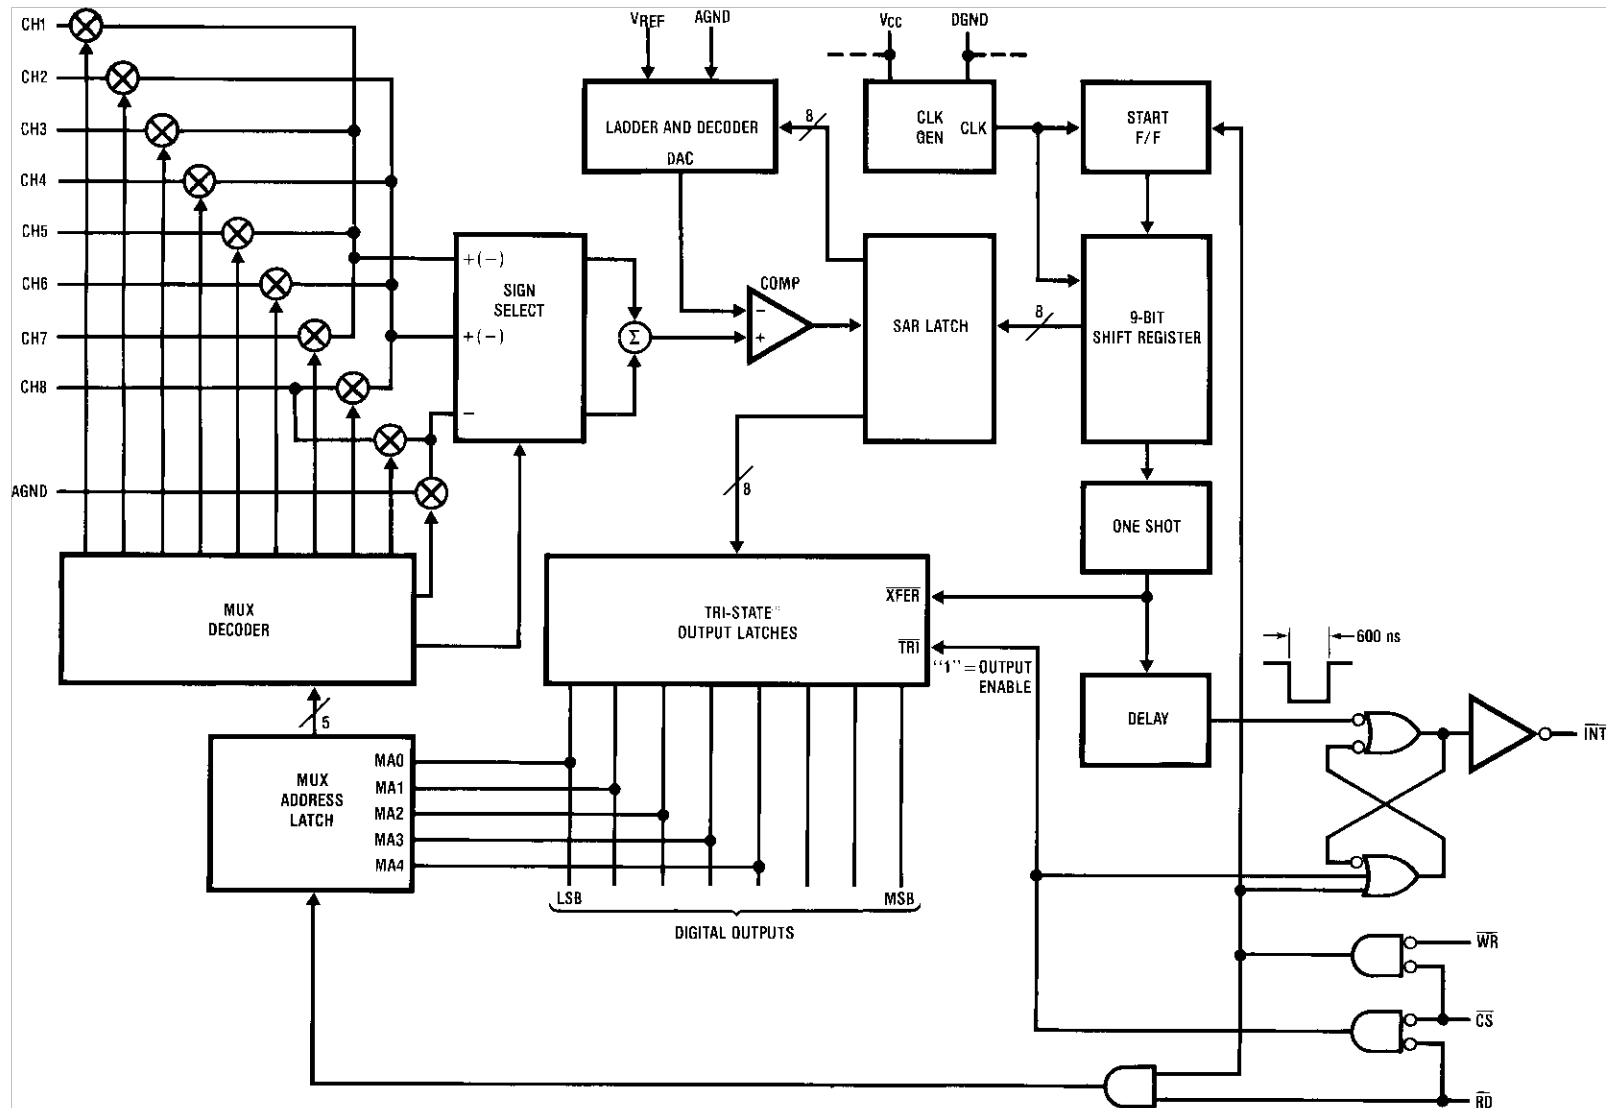 CH1
CH2
CH3
CH4
CH5
CH6
CH7
CH8
AGND
VREF
AGND
LADDER AND DECODER
DAC
8
VCC
DGND
CLK
GEN
CLK
START
F/F
+(−)
+(−)
−
SIGN
SELECT
Σ
COMP
−
+
SAR LATCH
8
9-BIT
SHIFT REGISTER
ONE SHOT
8
MUX
DECODER
TRI-STATE®
OUTPUT LATCHES
XFER
TRI
"1" = OUTPUT
ENABLE
DELAY
600 ns
INT
5
MUX
ADDRESS
LATCH
MA0
MA1
MA2
MA3
MA4
LSB
MSB
DIGITAL OUTPUTS
WR
CS
RD